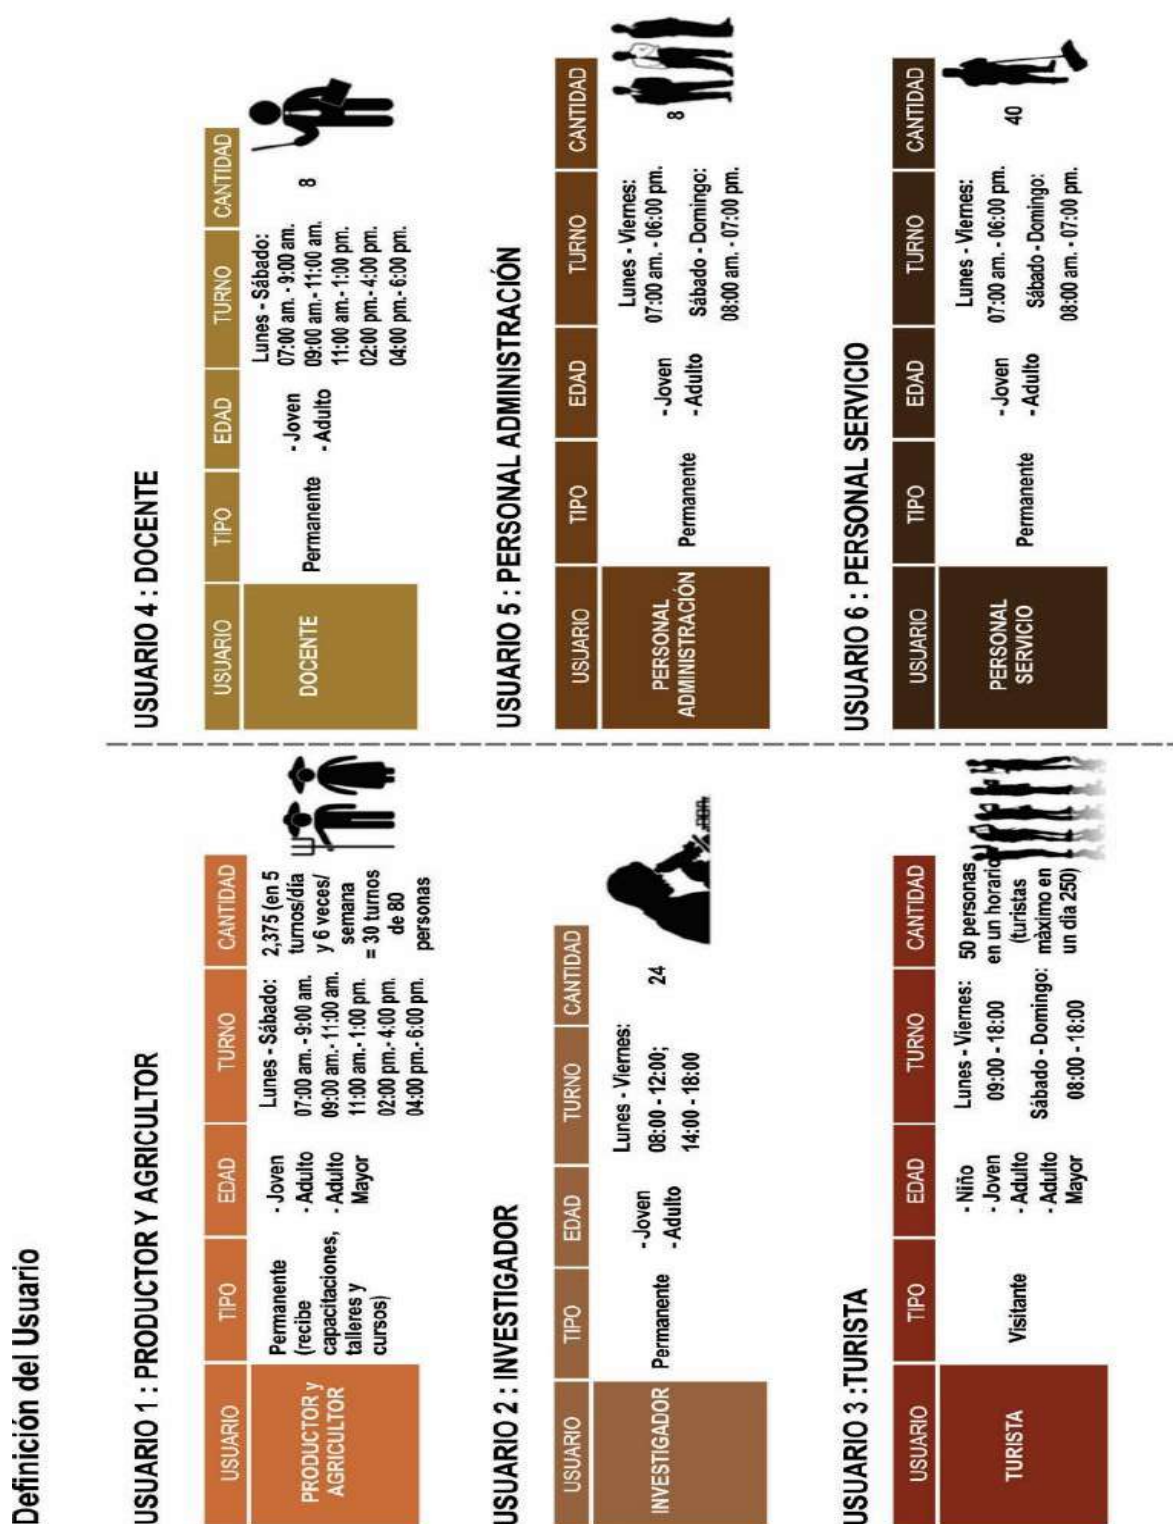 Definición del Usuario
USUARIO 1 : PRODUCTOR Y AGRICULTOR
USUARIO TIPO EDAD TURNO CANTIDAD
PRODUCTOR y
AGRICULTOR
Permanente
(recibe
capacitaciones,
talleres y
cursos)
- Joven
- Adulto
- Adulto
Mayor
Lunes - Sábado:
07:00 am. - 9:00 am.
09:00 am.- 11:00 am.
11:00 am.- 1:00 pm.
02:00 pm.- 4:00 pm.
04:00 pm.- 6:00 pm.
2,375 (en 5
turnos/día
y 6 veces/
semana
= 30 turnos
de 80
personas
USUARIO 2 : INVESTIGADOR
USUARIO TIPO EDAD TURNO CANTIDAD
INVESTIGADOR
Permanente
- Joven
- Adulto
Lunes - Viernes:
08:00 - 12:00;
14:00 - 18:00
24
USUARIO 3 :TURISTA
USUARIO TIPO EDAD TURNO CANTIDAD
TURISTA
Visitante
- Niño
- Joven
- Adulto
- Adulto
Mayor
Lunes - Viernes:
09:00 - 18:00
Sábado - Domingo:
08:00 - 18:00
50 personas
en un horario
(turistas
màximo en
un dìa 250)
USUARIO 4 : DOCENTE
USUARIO TIPO EDAD TURNO CANTIDAD
DOCENTE
Permanente
- Joven
- Adulto
Lunes - Sábado:
07:00 am. - 9:00 am.
09:00 am.- 11:00 am.
11:00 am.- 1:00 pm.
02:00 pm.- 4:00 pm.
04:00 pm.- 6:00 pm.
8
USUARIO 5 : PERSONAL ADMINISTRACIÓN
USUARIO TIPO EDAD TURNO CANTIDAD
PERSONAL
ADMINISTRACIÓN
Permanente
- Joven
- Adulto
Lunes - Viernes:
07:00 am. - 06:00 pm.
Sábado - Domingo:
08:00 am. - 07:00 pm.
8
USUARIO 6 : PERSONAL SERVICIO
USUARIO TIPO EDAD TURNO CANTIDAD
PERSONAL
SERVICIO
Permanente
- Joven
- Adulto
Lunes - Viernes:
07:00 am. - 06:00 pm.
Sábado - Domingo:
08:00 am. - 07:00 pm.
40